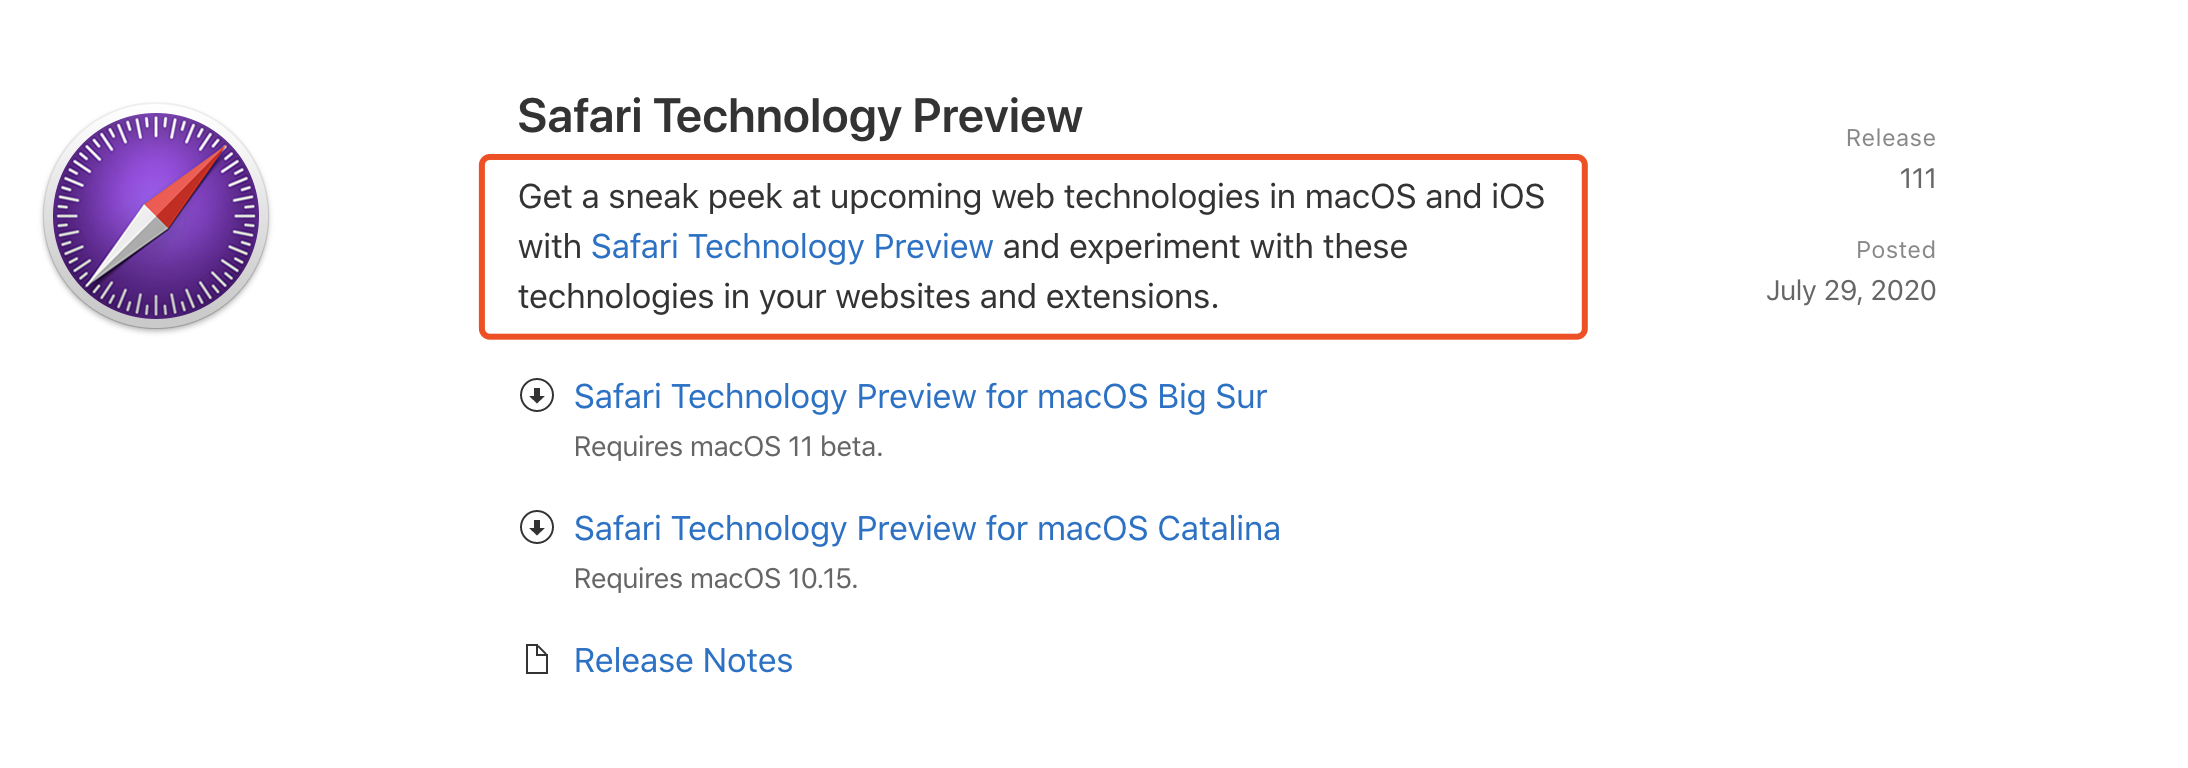 Safari Technology Preview
Get a sneak peek at upcoming web technologies in macOS and iOS
with Safari Technology Preview and experiment with these
technologies in your websites and extensions.
Safari Technology Preview for macOS Big Sur
Requires macOS 11 beta.
Safari Technology Preview for macOS Catalina
Requires macOS 10.15.
Release Notes
Release
111
Posted
July 29, 2020